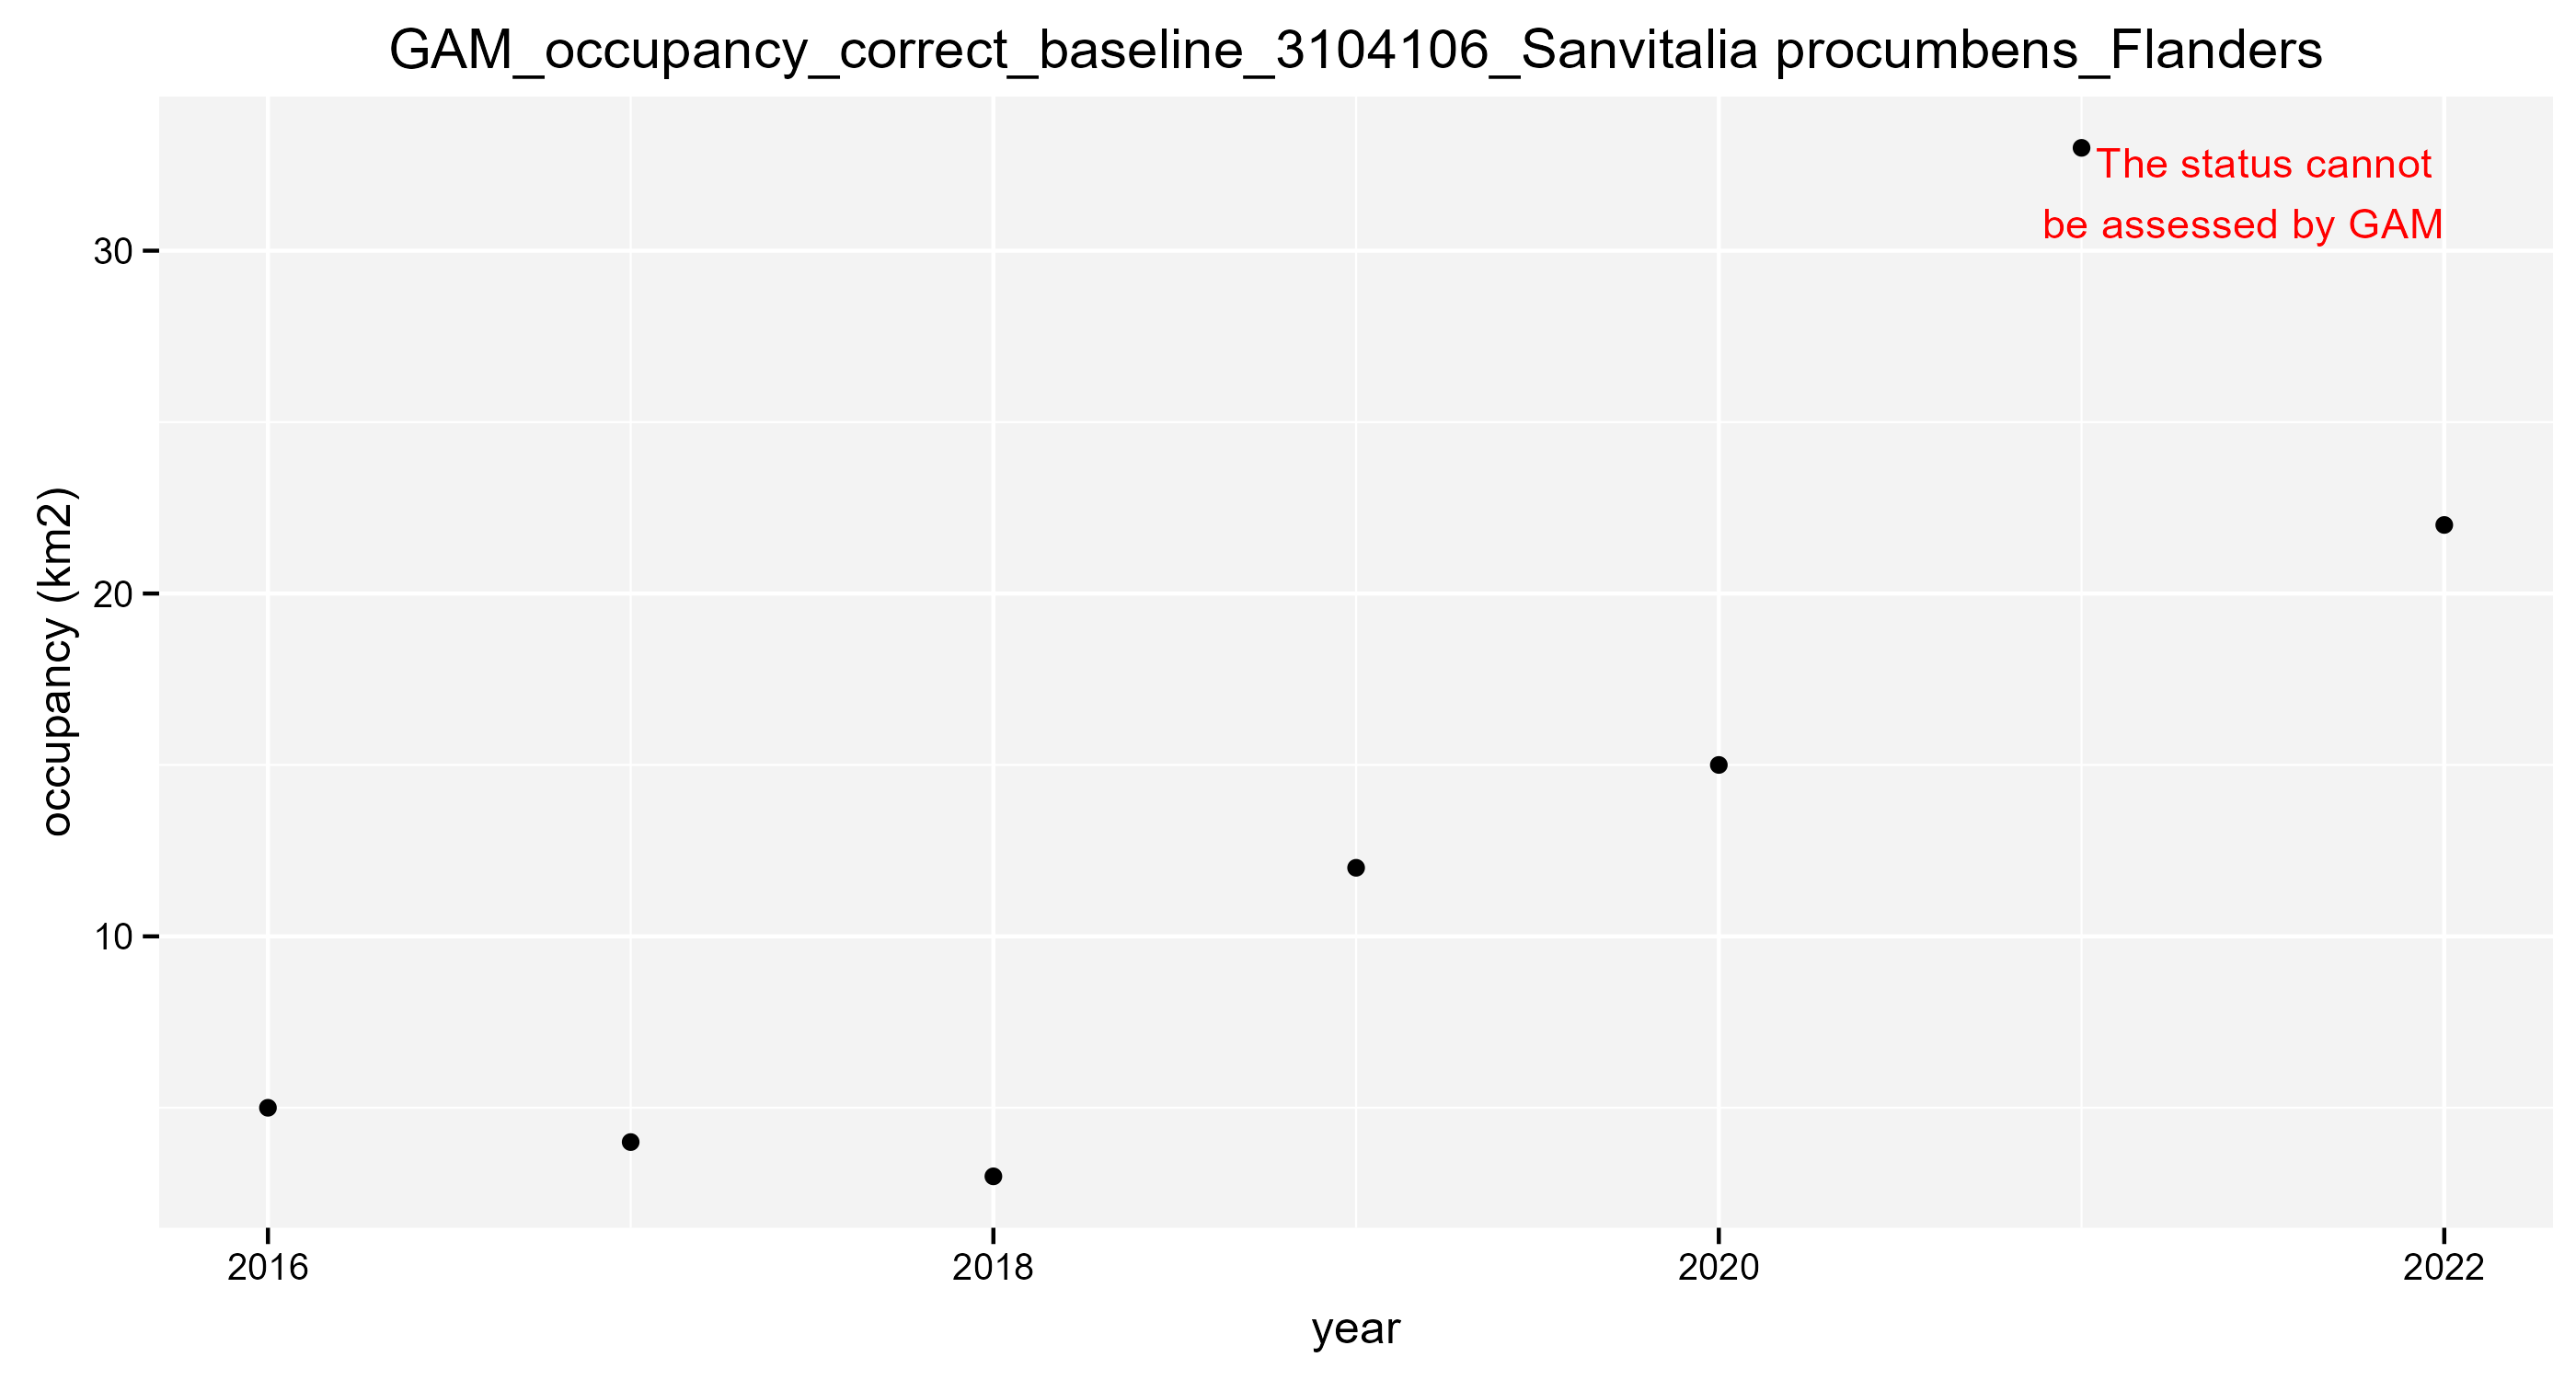 GAM_occupancy_correct_baseline_3104106_Sanvitalia procumbens_Flanders
The status cannot
be assessed by GAM
30
20
10
occupancy (km2)
2016
2018
2020
2022
year